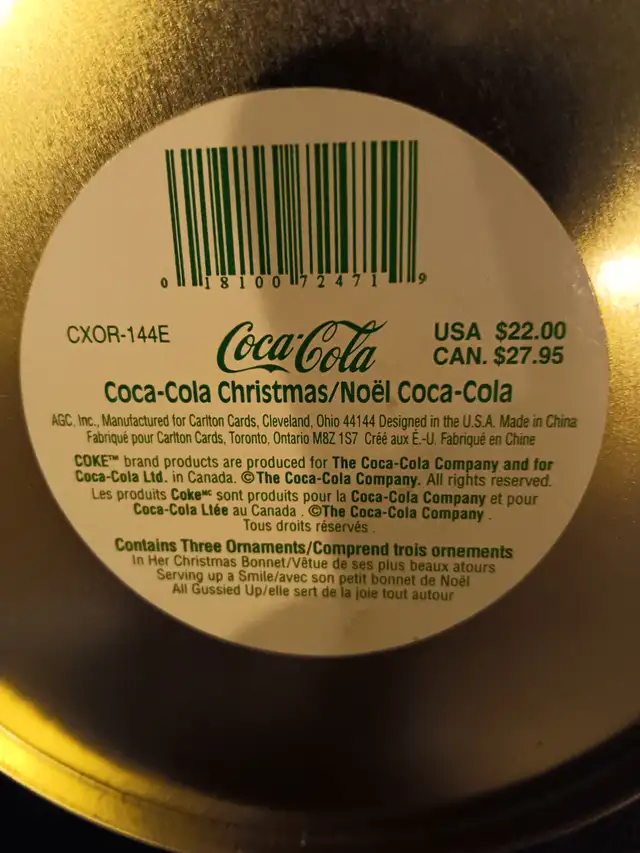 0 18100 72471 9
CXOR-144E
Coca-Cola
USA $22.00
CAN. $27.95
Coca-Cola Christmas/Noël Coca-Cola
AGC, Inc., Manufactured for Carlton Cards, Cleveland, Ohio 44144 Designed in the U.S.A. Made in China
Fabriqué pour Carlton Cards, Toronto, Ontario M8Z 1S7 Créé aux É.-U. Fabriqué en Chine
COKE™ brand products are produced for The Coca-Cola Company and for
Coca-Cola Ltd. in Canada. ©The Coca-Cola Company. All rights reserved.
Les produits Coke ᴹᶜ sont produits pour la Coca-Cola Company et pour
Coca-Cola Ltée au Canada . ©The Coca-Cola Company .
Tous droits réservés .
Contains Three Ornaments/Comprend trois ornements
In Her Christmas Bonnet/Vêtue de ses plus beaux atours
Serving up a Smile/avec son petit bonnet de Noël
All Gussied Up/elle sert de la joie tout autour